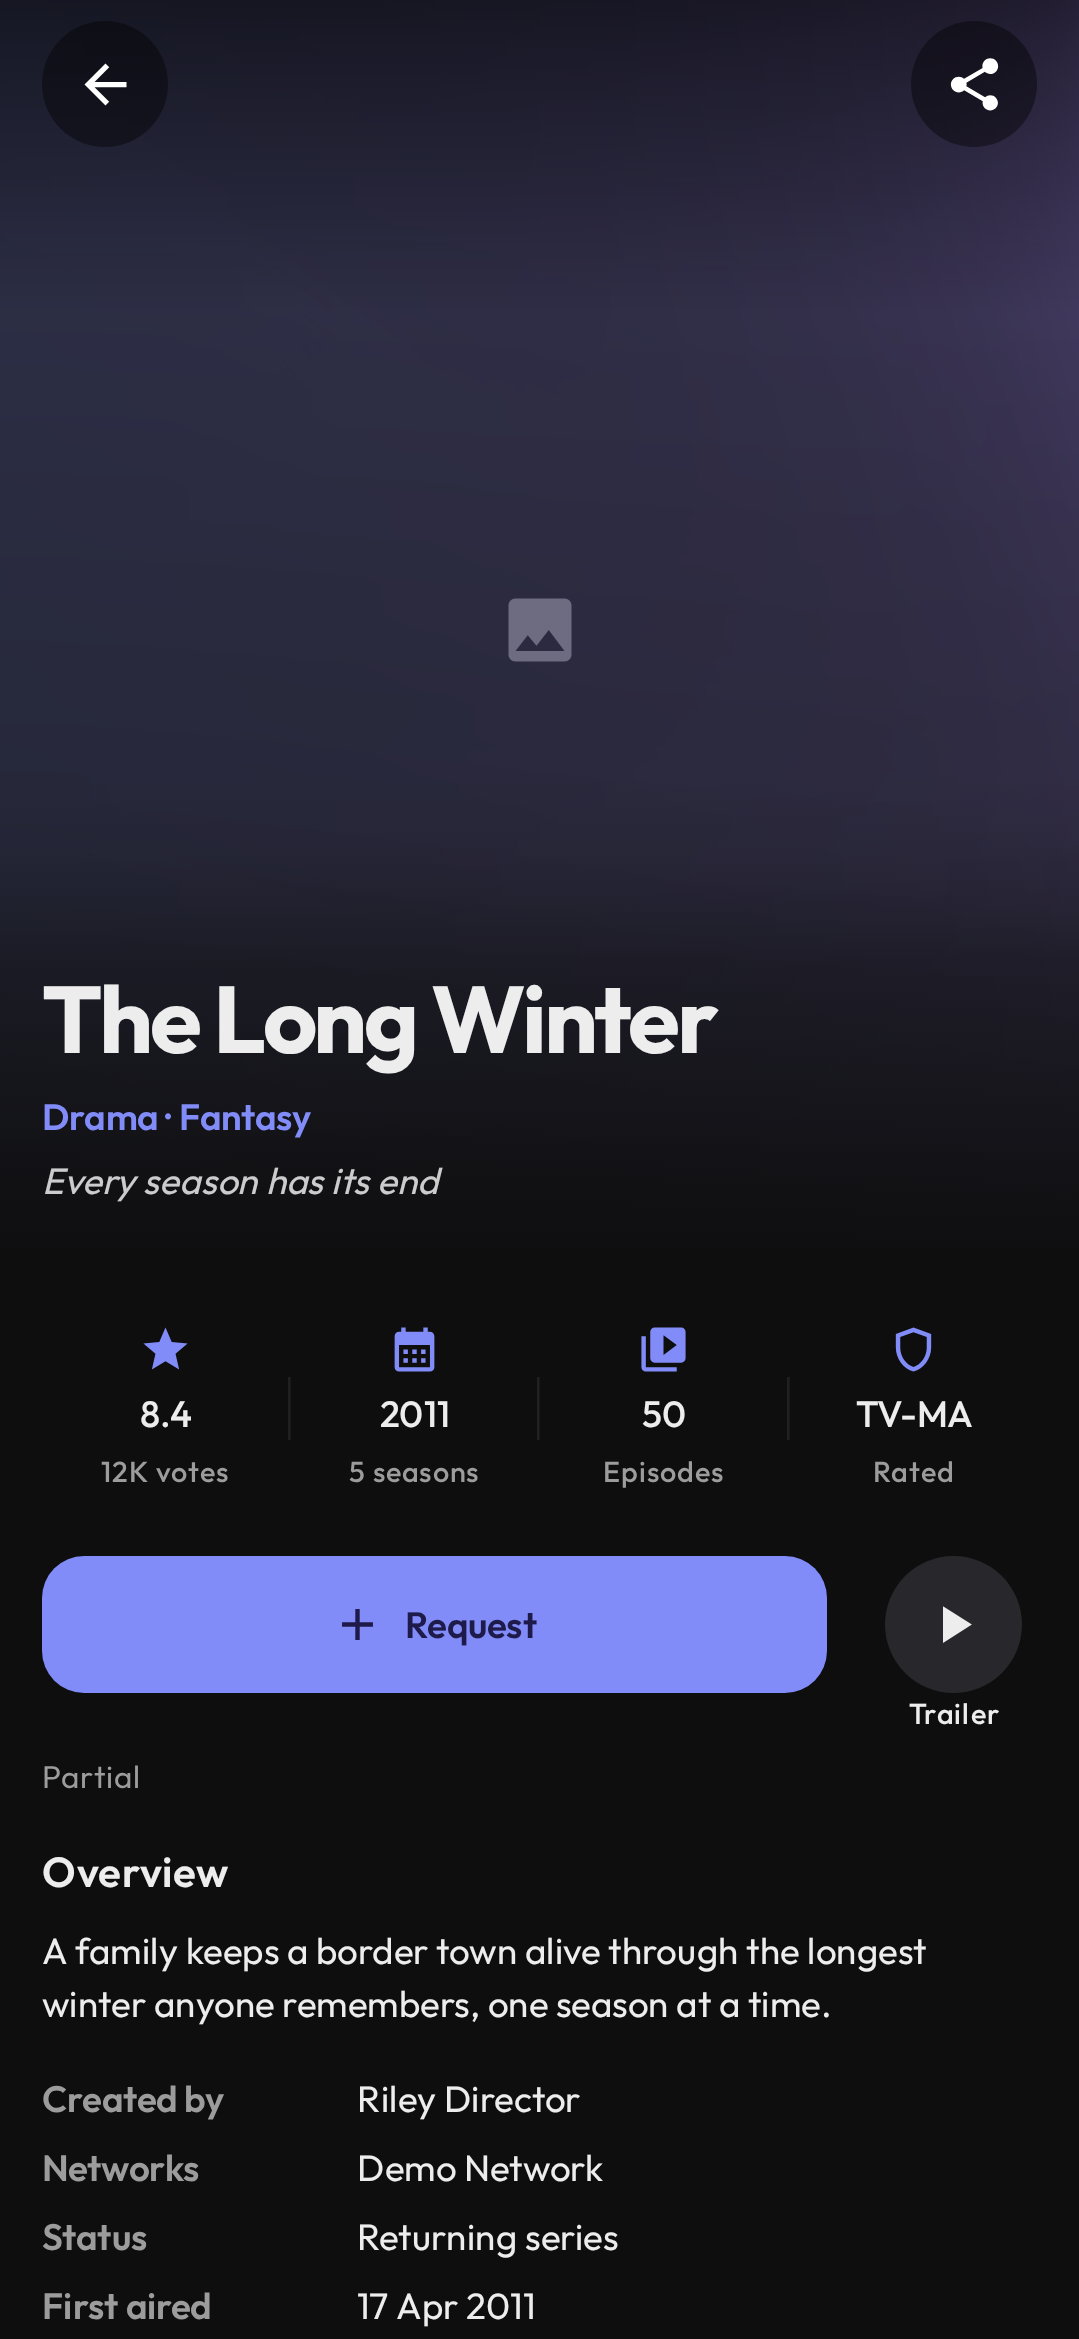 The Long Winter
Drama · Fantasy
Every season has its end
8.4
12K votes
2011
5 seasons
50
Episodes
TV-MA
Rated
Request
Trailer
Partial
Overview
A family keeps a border town alive through the longest
winter anyone remembers, one season at a time.
Created by Riley Director
Networks Demo Network
Status Returning series
First aired 17 Apr 2011